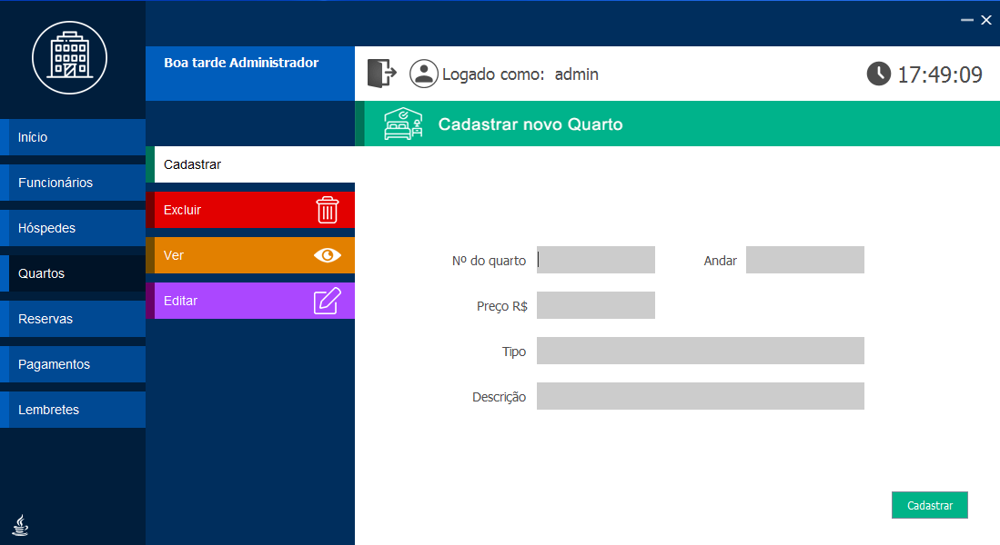 Boa tarde Administrador
Logado como: admin
17:49:09
Cadastrar novo Quarto
Início
Funcionários
Hóspedes
Quartos
Reservas
Pagamentos
Lembretes
Cadastrar
Excluir
Ver
Editar
Nº do quarto
Andar
Preço R$
Tipo
Descrição
Cadastrar